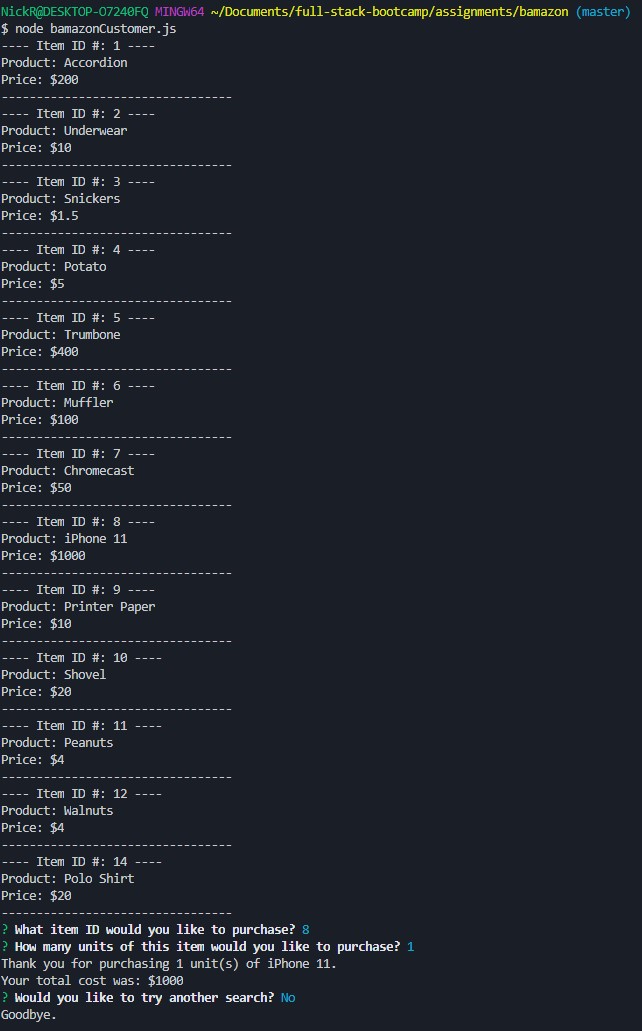 NickR@DESKTOP-O7240FQ MINGW64 ~/Documents/full-stack-bootcamp/assignments/bamazon (master)
$ node bamazonCustomer.js
---- Item ID #: 1 ----
Product: Accordion
Price: $200
---------------------------------
---- Item ID #: 2 ----
Product: Underwear
Price: $10
---------------------------------
---- Item ID #: 3 ----
Product: Snickers
Price: $1.5
---------------------------------
---- Item ID #: 4 ----
Product: Potato
Price: $5
---------------------------------
---- Item ID #: 5 ----
Product: Trumbone
Price: $400
---------------------------------
---- Item ID #: 6 ----
Product: Muffler
Price: $100
---------------------------------
---- Item ID #: 7 ----
Product: Chromecast
Price: $50
---------------------------------
---- Item ID #: 8 ----
Product: iPhone 11
Price: $1000
---------------------------------
---- Item ID #: 9 ----
Product: Printer Paper
Price: $10
---------------------------------
---- Item ID #: 10 ----
Product: Shovel
Price: $20
---------------------------------
---- Item ID #: 11 ----
Product: Peanuts
Price: $4
---------------------------------
---- Item ID #: 12 ----
Product: Walnuts
Price: $4
---------------------------------
---- Item ID #: 14 ----
Product: Polo Shirt
Price: $20
---------------------------------
? What item ID would you like to purchase? 8
? How many units of this item would you like to purchase? 1
Thank you for purchasing 1 unit(s) of iPhone 11.
Your total cost was: $1000
? Would you like to try another search? No
Goodbye.